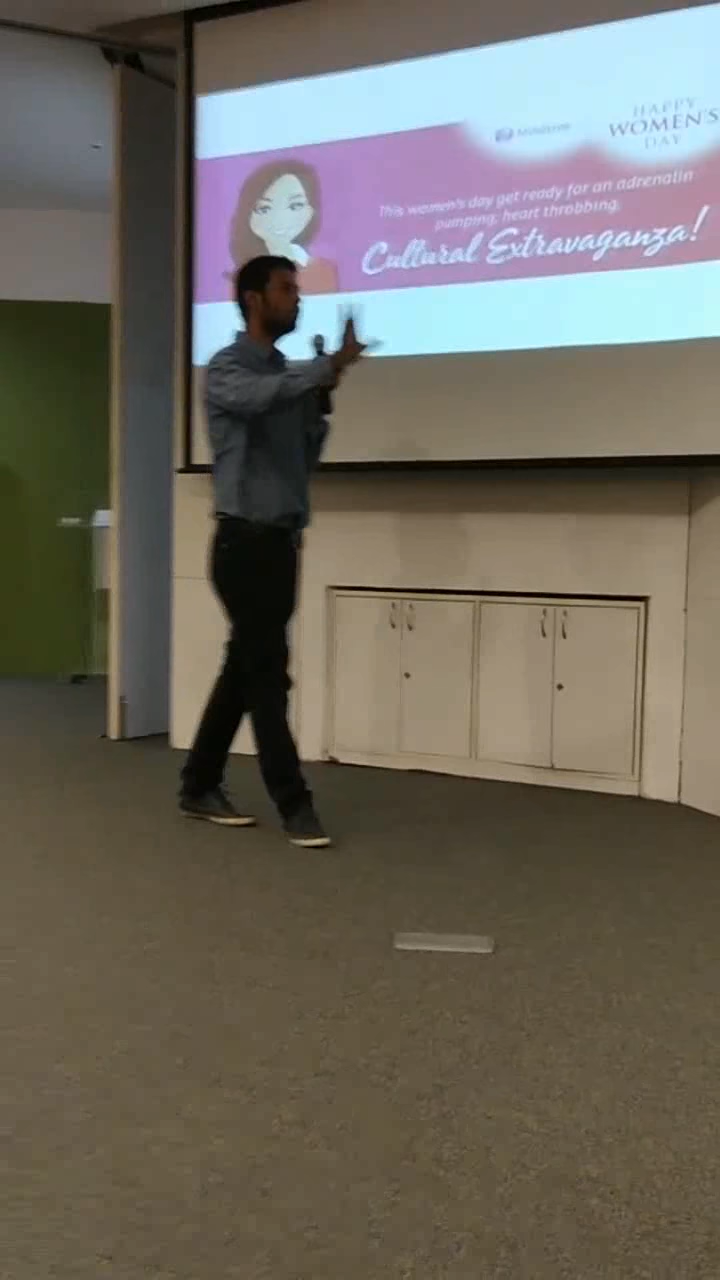 HAPPY
WOMEN'S
DAY
This women's day get ready for an adrenalin
pumping, heart throbbing,
Cultural Extravaganza!